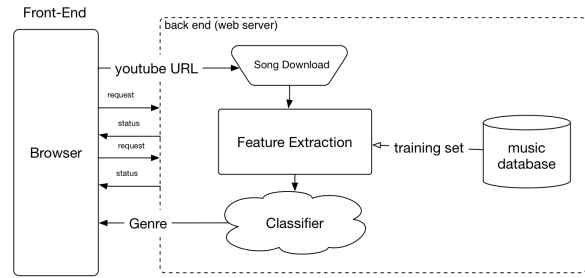 Front-End
back end (web server)
youtube URL
Song Download
request
status
request
status
Browser
Feature Extraction
training set
music
database
Genre
Classifier